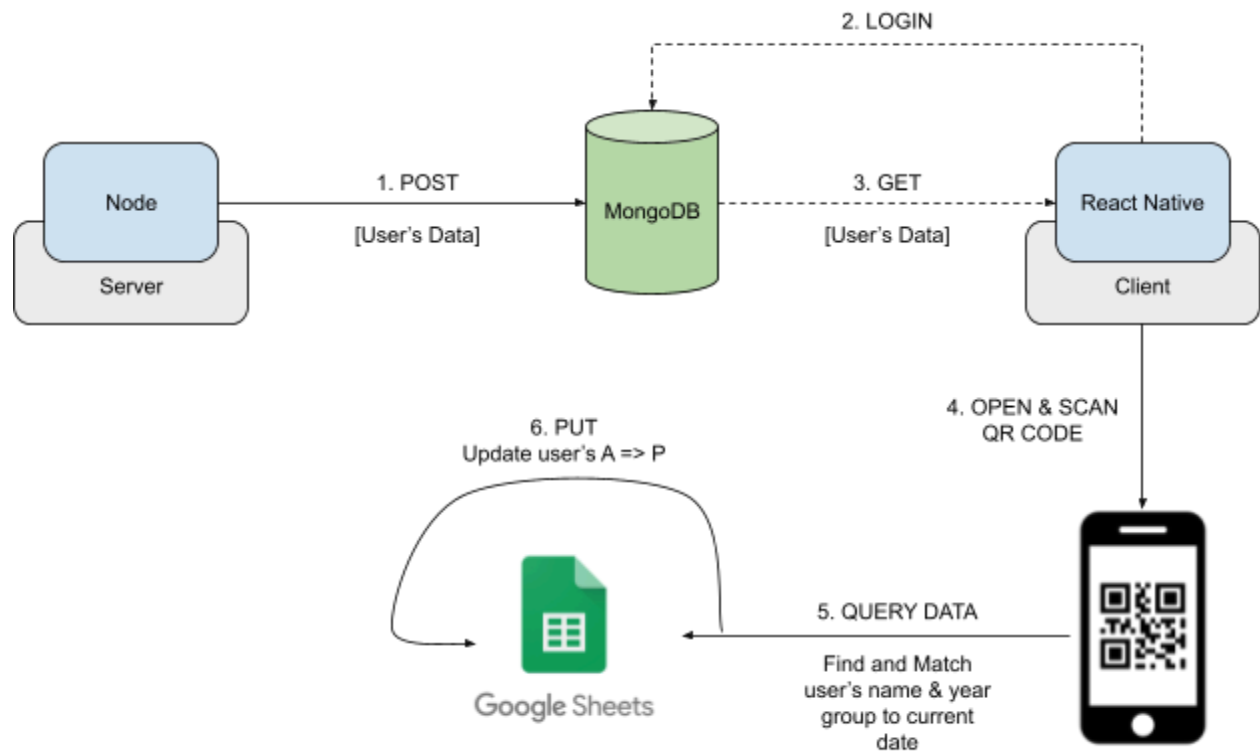 2. LOGIN
Node
Server
1. POST
[User's Data]
MongoDB
3. GET
[User's Data]
React Native
Client
4. OPEN & SCAN
QR CODE
6. PUT
Update user's A => P
5. QUERY DATA
Find and Match
user's name & year
group to current
date
Google Sheets